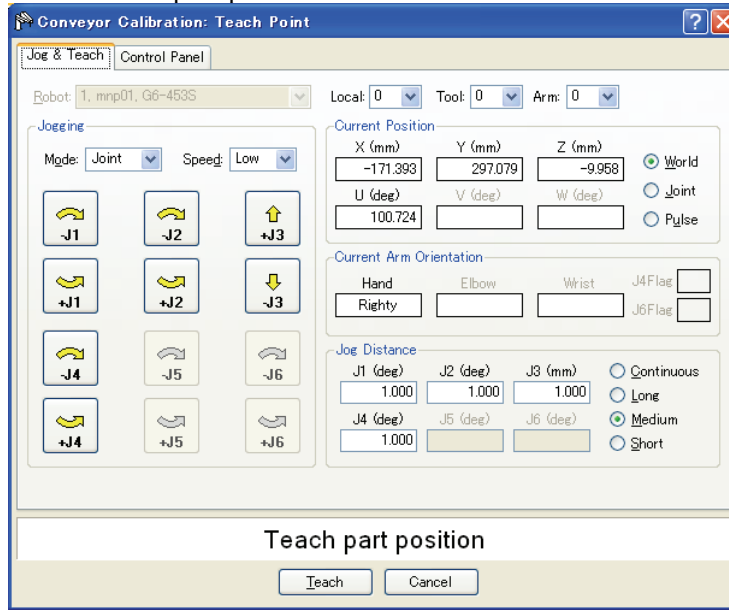 Conveyor Calibration: Teach Point
Jog & Teach Control Panel
Robot: 1, mnp01, G6-453S Local: 0 Tool: 0 Arm: 0
Jogging
Mode: Joint Speed: Low
-J1 -J2 +J3
+J1 +J2 -J3
-J4 -J5 -J6
+J4 +J5 +J6
Current Position
X (mm) Y (mm) Z (mm)
-171.393 297.079 -9.958
U (deg) V (deg) W (deg)
100.724
World
Joint
Pulse
Current Arm Orientation
Hand Elbow Wrist J4Flag
Righty J6Flag
Jog Distance
J1 (deg) J2 (deg) J3 (mm)
1.000 1.000 1.000
J4 (deg) J5 (deg) J6 (deg)
1.000
Continuous
Long
Medium
Short
Teach part position
Teach Cancel